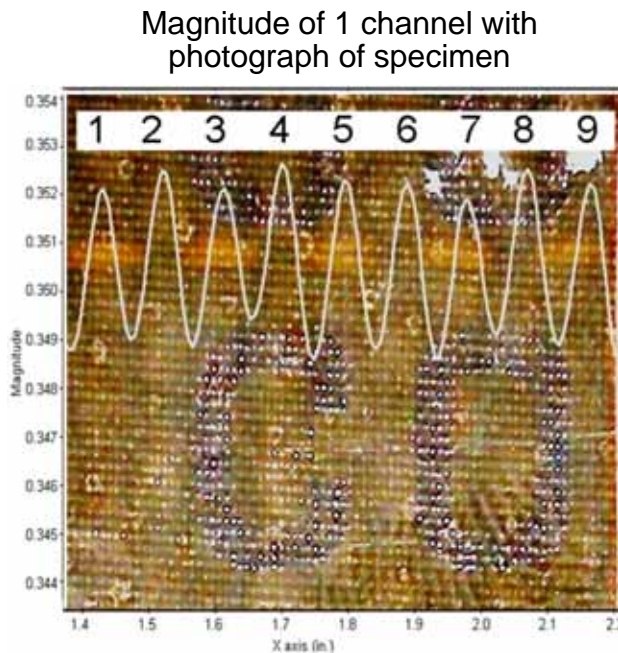 Magnitude of 1 channel with
photograph of specimen
0.354
1 2 3 4 5 6 7 8 9
0.353
0.352
0.351
0.350
0.349
0.348
0.347
0.346
0.345
0.344
Magnitude
C 0
1.4 1.5 1.6 1.7 1.8 1.9 2.0 2.1
X axis (in.)